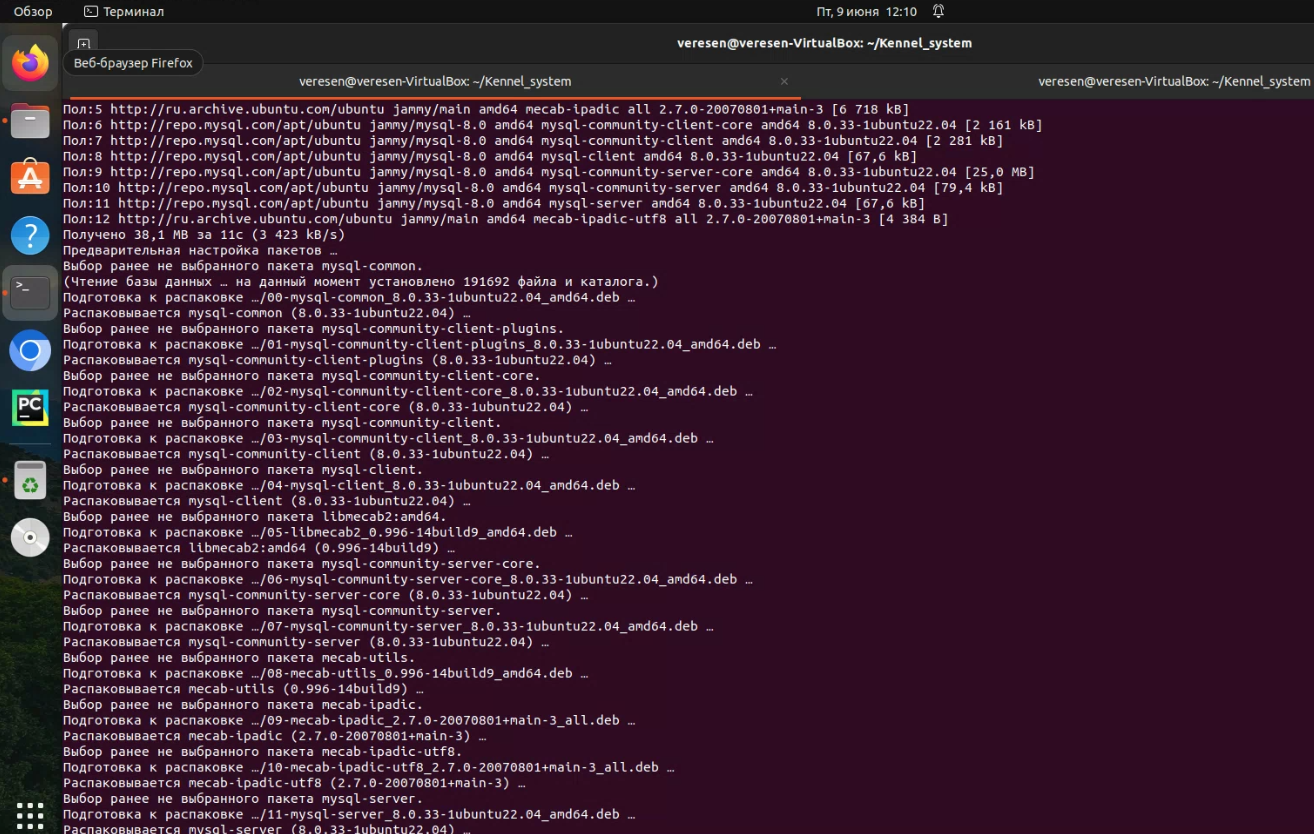 Обзор
Терминал
Пт, 9 июня 12:10
veresen@veresen-VirtualBox: ~/Kennel_system
Веб-браузер Firefox
veresen@veresen-VirtualBox: ~/Kennel_system ×
veresen@veresen-VirtualBox: ~/Kennel_system
Пол:5 http://ru.archive.ubuntu.com/ubuntu jammy/main amd64 mecab-ipadic all 2.7.0-20070801+main-3 [6 718 kB]
Пол:6 http://repo.mysql.com/apt/ubuntu jammy/mysql-8.0 amd64 mysql-community-client-core amd64 8.0.33-1ubuntu22.04 [2 161 kB]
Пол:7 http://repo.mysql.com/apt/ubuntu jammy/mysql-8.0 amd64 mysql-community-client amd64 8.0.33-1ubuntu22.04 [2 281 kB]
Пол:8 http://repo.mysql.com/apt/ubuntu jammy/mysql-8.0 amd64 mysql-client amd64 8.0.33-1ubuntu22.04 [67,6 kB]
Пол:9 http://repo.mysql.com/apt/ubuntu jammy/mysql-8.0 amd64 mysql-community-server-core amd64 8.0.33-1ubuntu22.04 [25,0 MB]
Пол:10 http://repo.mysql.com/apt/ubuntu jammy/mysql-8.0 amd64 mysql-community-server amd64 8.0.33-1ubuntu22.04 [79,4 kB]
Пол:11 http://repo.mysql.com/apt/ubuntu jammy/mysql-8.0 amd64 mysql-server amd64 8.0.33-1ubuntu22.04 [67,6 kB]
Пол:12 http://ru.archive.ubuntu.com/ubuntu jammy/main amd64 mecab-ipadic-utf8 all 2.7.0-20070801+main-3 [4 384 B]
Получено 38,1 MB за 11с (3 423 kB/s)
Предварительная настройка пакетов …
Выбор ранее не выбранного пакета mysql-common.
(Чтение базы данных … на данный момент установлено 191692 файла и каталога.)
Подготовка к распаковке …/00-mysql-common_8.0.33-1ubuntu22.04_amd64.deb …
Распаковывается mysql-common (8.0.33-1ubuntu22.04) …
Выбор ранее не выбранного пакета mysql-community-client-plugins.
Подготовка к распаковке …/01-mysql-community-client-plugins_8.0.33-1ubuntu22.04_amd64.deb …
Распаковывается mysql-community-client-plugins (8.0.33-1ubuntu22.04) …
Выбор ранее не выбранного пакета mysql-community-client-core.
Подготовка к распаковке …/02-mysql-community-client-core_8.0.33-1ubuntu22.04_amd64.deb …
Распаковывается mysql-community-client-core (8.0.33-1ubuntu22.04) …
Выбор ранее не выбранного пакета mysql-community-client.
Подготовка к распаковке …/03-mysql-community-client_8.0.33-1ubuntu22.04_amd64.deb …
Распаковывается mysql-community-client (8.0.33-1ubuntu22.04) …
Выбор ранее не выбранного пакета mysql-client.
Подготовка к распаковке …/04-mysql-client_8.0.33-1ubuntu22.04_amd64.deb …
Распаковывается mysql-client (8.0.33-1ubuntu22.04) …
Выбор ранее не выбранного пакета libmecab2:amd64.
Подготовка к распаковке …/05-libmecab2_0.996-14build9_amd64.deb …
Распаковывается libmecab2:amd64 (0.996-14build9) …
Выбор ранее не выбранного пакета mysql-community-server-core.
Подготовка к распаковке …/06-mysql-community-server-core_8.0.33-1ubuntu22.04_amd64.deb …
Распаковывается mysql-community-server-core (8.0.33-1ubuntu22.04) …
Выбор ранее не выбранного пакета mysql-community-server.
Подготовка к распаковке …/07-mysql-community-server_8.0.33-1ubuntu22.04_amd64.deb …
Распаковывается mysql-community-server (8.0.33-1ubuntu22.04) …
Выбор ранее не выбранного пакета mecab-utils.
Подготовка к распаковке …/08-mecab-utils_0.996-14build9_amd64.deb …
Распаковывается mecab-utils (0.996-14build9) …
Выбор ранее не выбранного пакета mecab-ipadic.
Подготовка к распаковке …/09-mecab-ipadic_2.7.0-20070801+main-3_all.deb …
Распаковывается mecab-ipadic (2.7.0-20070801+main-3) …
Выбор ранее не выбранного пакета mecab-ipadic-utf8.
Подготовка к распаковке …/10-mecab-ipadic-utf8_2.7.0-20070801+main-3_all.deb …
Распаковывается mecab-ipadic-utf8 (2.7.0-20070801+main-3) …
Выбор ранее не выбранного пакета mysql-server.
Подготовка к распаковке …/11-mysql-server_8.0.33-1ubuntu22.04_amd64.deb …
Распаковывается mysql-server (8.0.33-1ubuntu22.04) …
PC